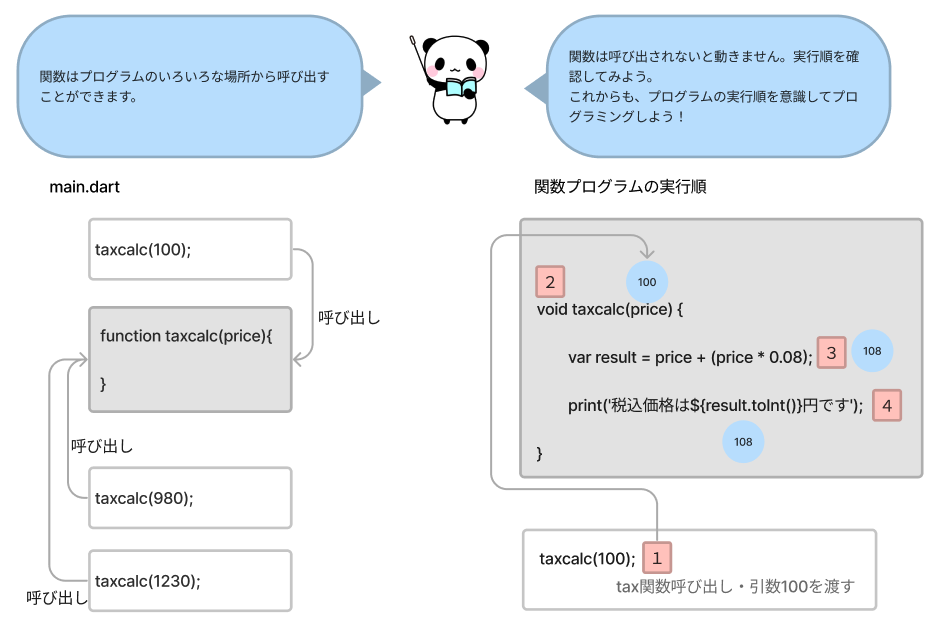 関数はプログラムのいろいろな場所から呼び出す
ことができます。
関数は呼び出されないと動きません。実行順を確
認してみよう。
これからも、プログラムの実行順を意識してプロ
グラミングしよう！
main.dart
taxcalc(100);
呼び出し
function taxcalc(price){
}
呼び出し
taxcalc(980);
taxcalc(1230);
呼び出し
関数プログラムの実行順
2
100
void taxcalc(price) {
var result = price + (price * 0.08);
3
108
print('税込価格は${result.toInt()}円です');
4
108
}
taxcalc(100);
1
tax関数呼び出し・引数100を渡す